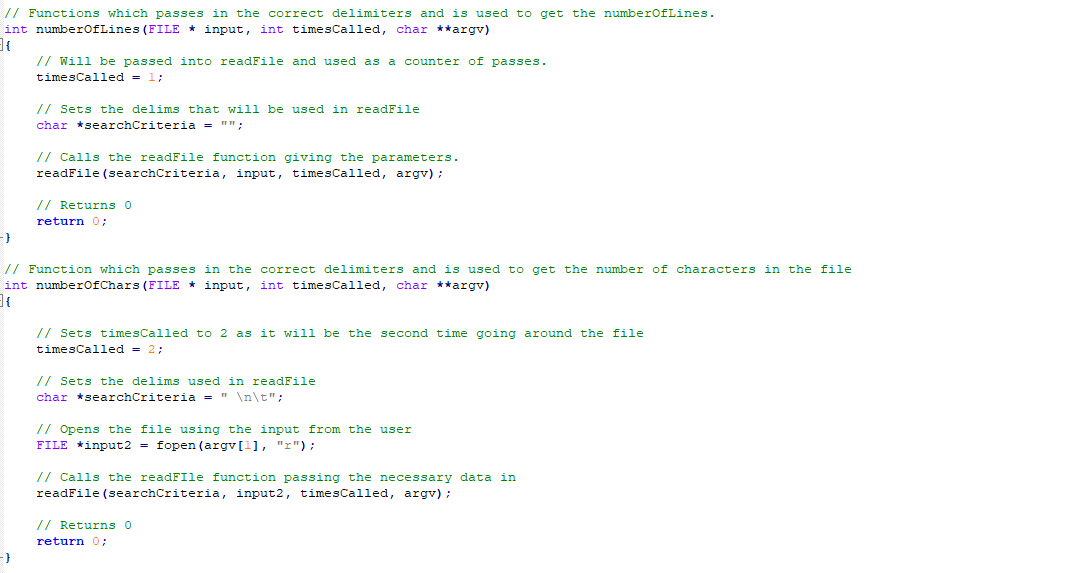 // Functions which passes in the correct delimiters and is used to get the numberOfLines.
int numberOfLines(FILE * input, int timesCalled, char **argv)
{
// Will be passed into readFile and used as a counter of passes.
timesCalled = 1;
// Sets the delims that will be used in readFile
char *searchCriteria = "";
// Calls the readFile function giving the parameters.
readFile(searchCriteria, input, timesCalled, argv);
// Returns 0
return 0;
}
// Function which passes in the correct delimiters and is used to get the number of characters in the file
int numberOfChars(FILE * input, int timesCalled, char **argv)
{
// Sets timesCalled to 2 as it will be the second time going around the file
timesCalled = 2;
// Sets the delims used in readFile
char *searchCriteria = " \n\t";
// Opens the file using the input from the user
FILE *input2 = fopen(argv[1], "r");
// Calls the readFIle function passing the necessary data in
readFile(searchCriteria, input2, timesCalled, argv);
// Returns 0
return 0;
}